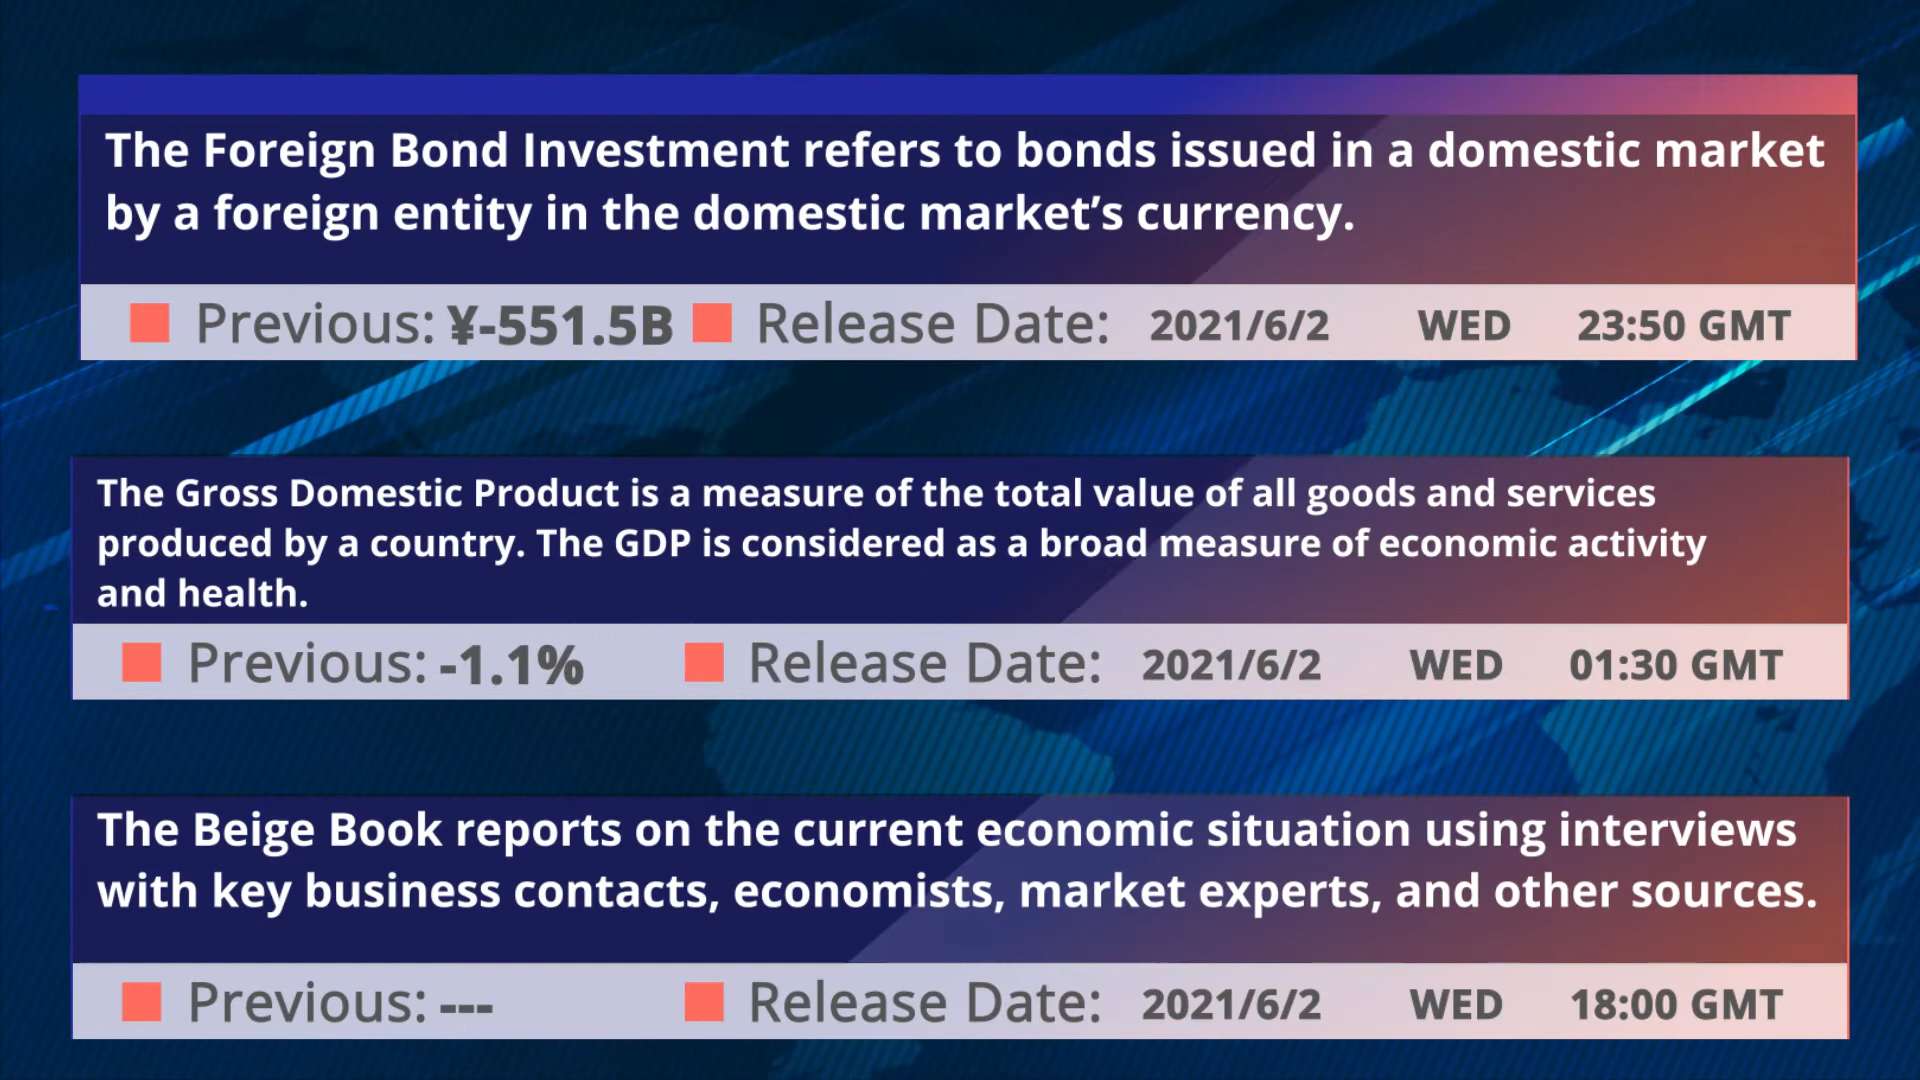 The Foreign Bond Investment refers to bonds issued in a domestic market
by a foreign entity in the domestic market’s currency.
Previous: ¥-551.5B Release Date: 2021/6/2 WED 23:50 GMT
The Gross Domestic Product is a measure of the total value of all goods and services
produced by a country. The GDP is considered as a broad measure of economic activity
and health.
Previous: -1.1% Release Date: 2021/6/2 WED 01:30 GMT
The Beige Book reports on the current economic situation using interviews
with key business contacts, economists, market experts, and other sources.
Previous: --- Release Date: 2021/6/2 WED 18:00 GMT